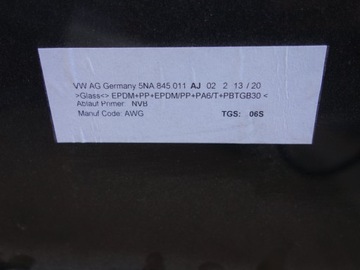 VW AG Germany 5NA 845 011 AJ 02 2 13 / 20
>Glass<> EPDM+PP+EPDM/PP+PA6/T+PBTGB30 <
Ablauf Primer: NVB
Manuf Code: AWG TGS: 06S